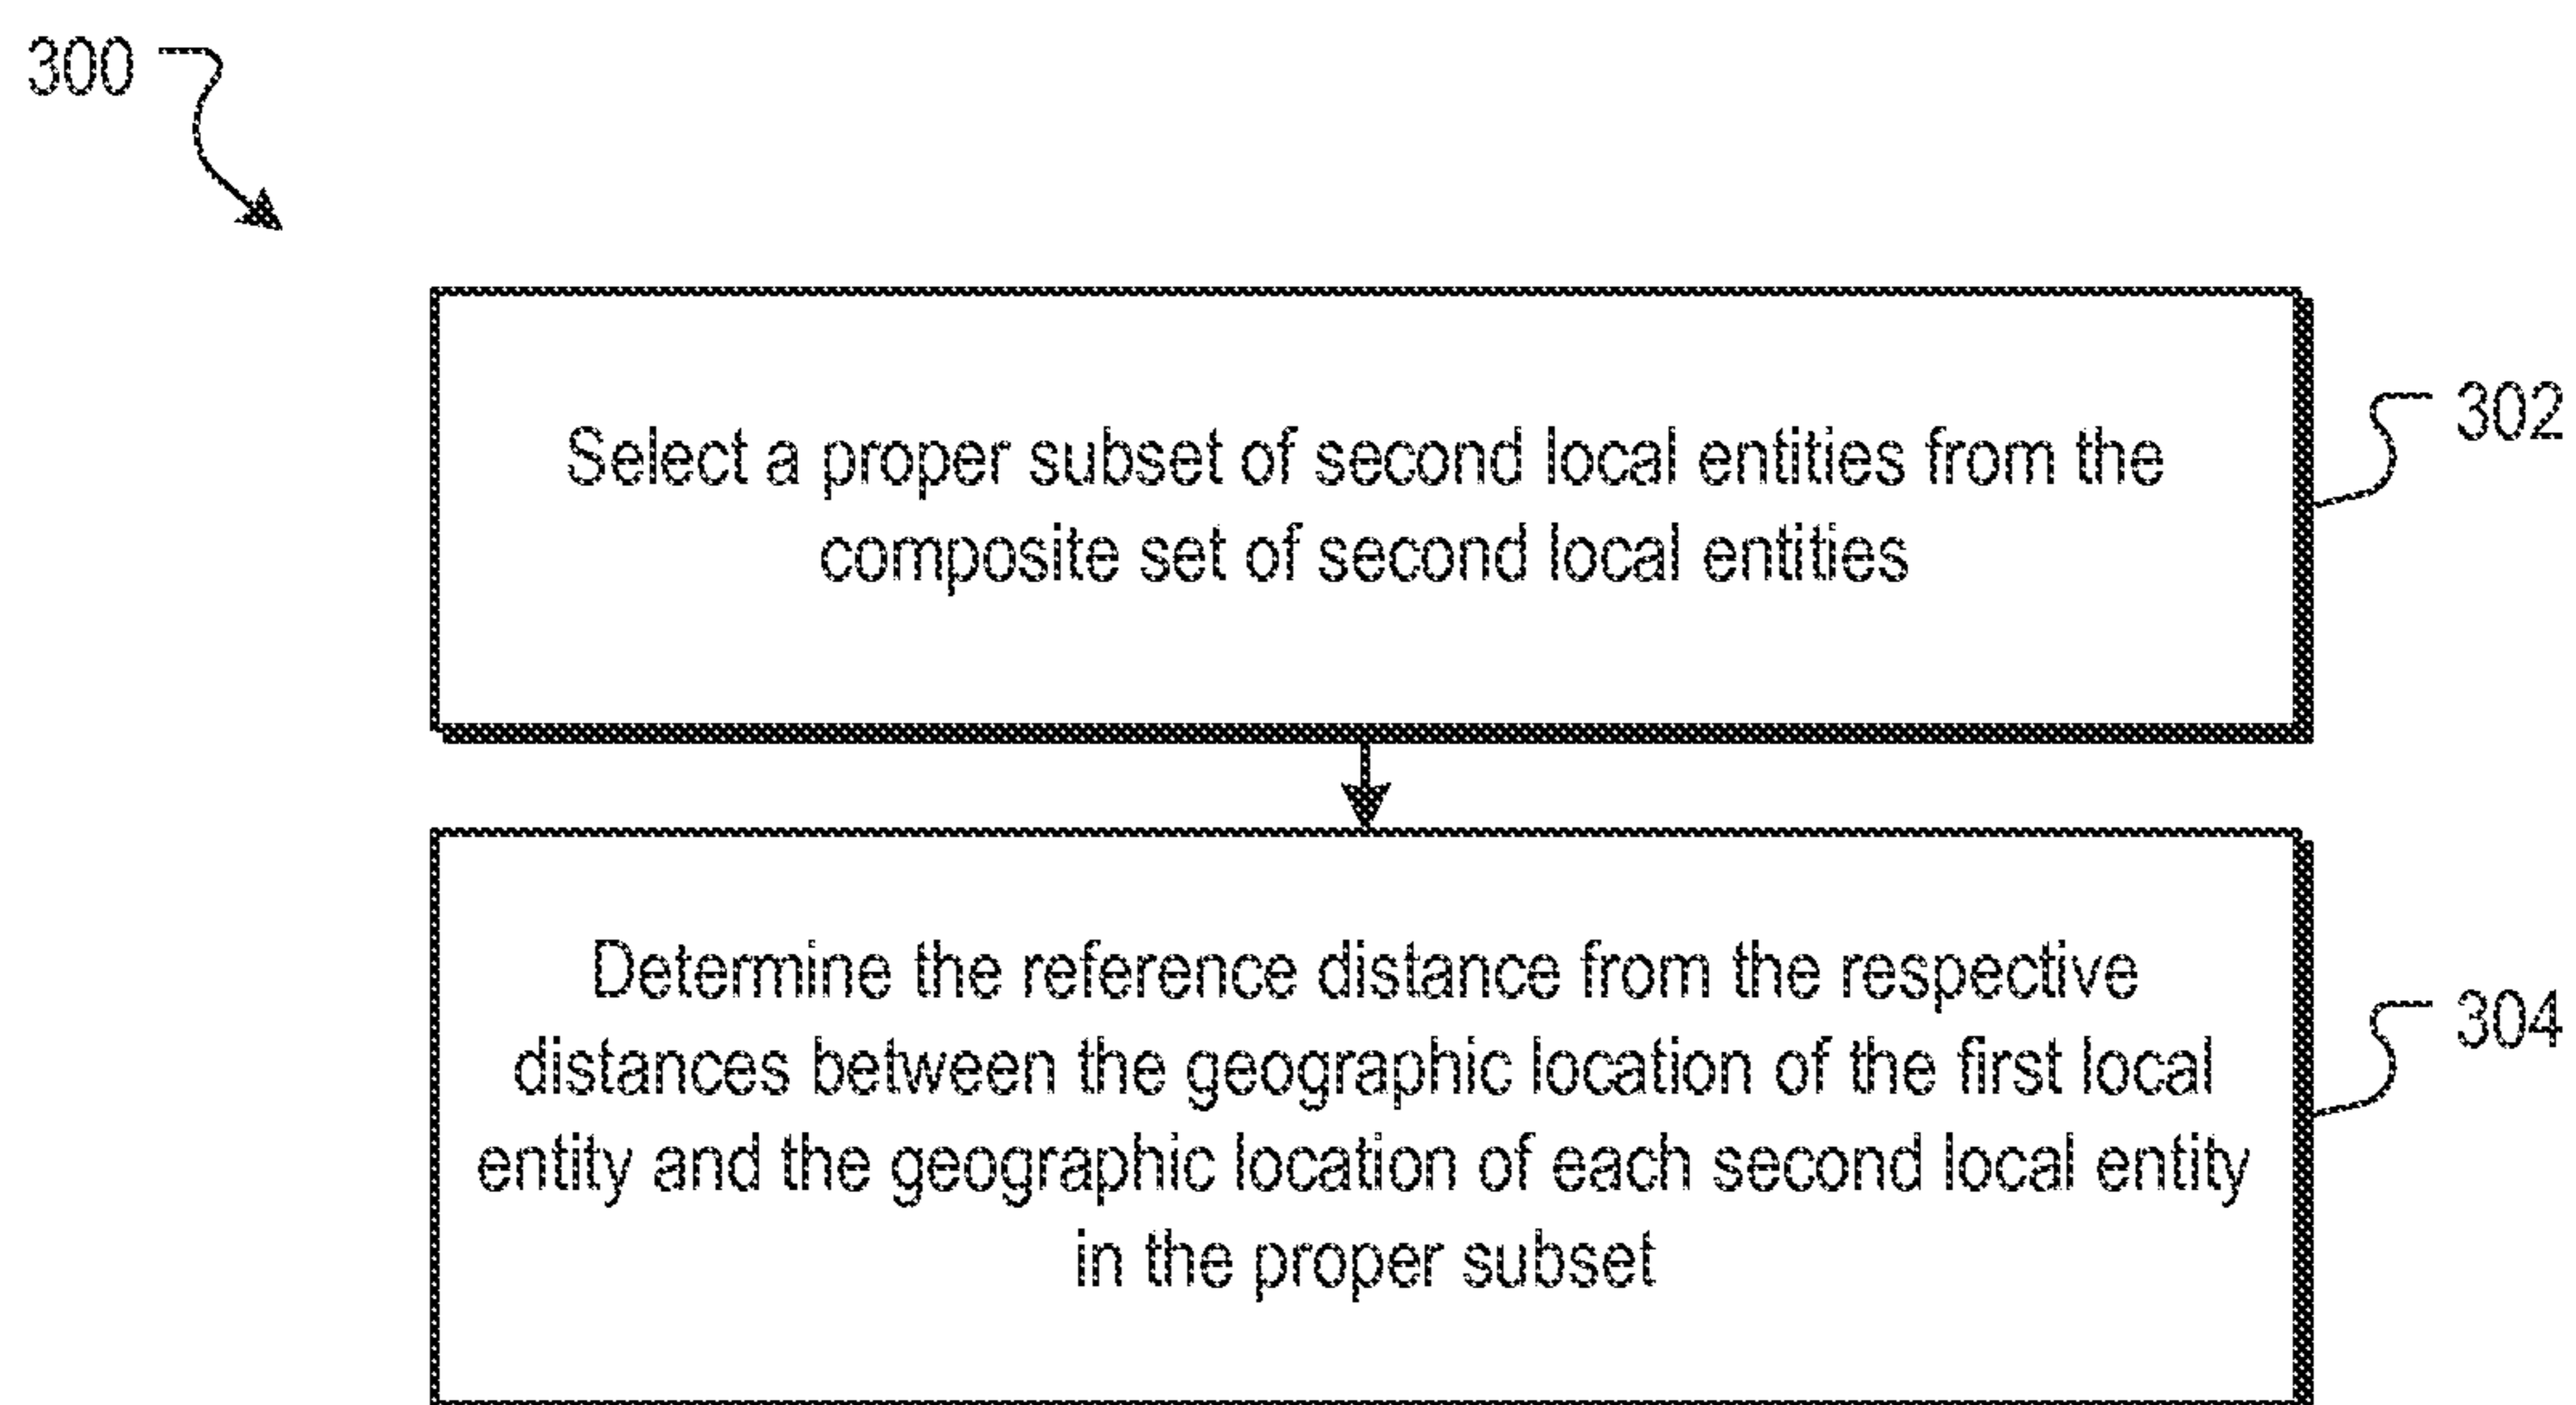 300
Select a proper subset of second local entities from the
composite set of second local entities
302
Determine the reference distance from the respective
distances between the geographic location of the first local
entity and the geographic location of each second local entity
in the proper subset
304